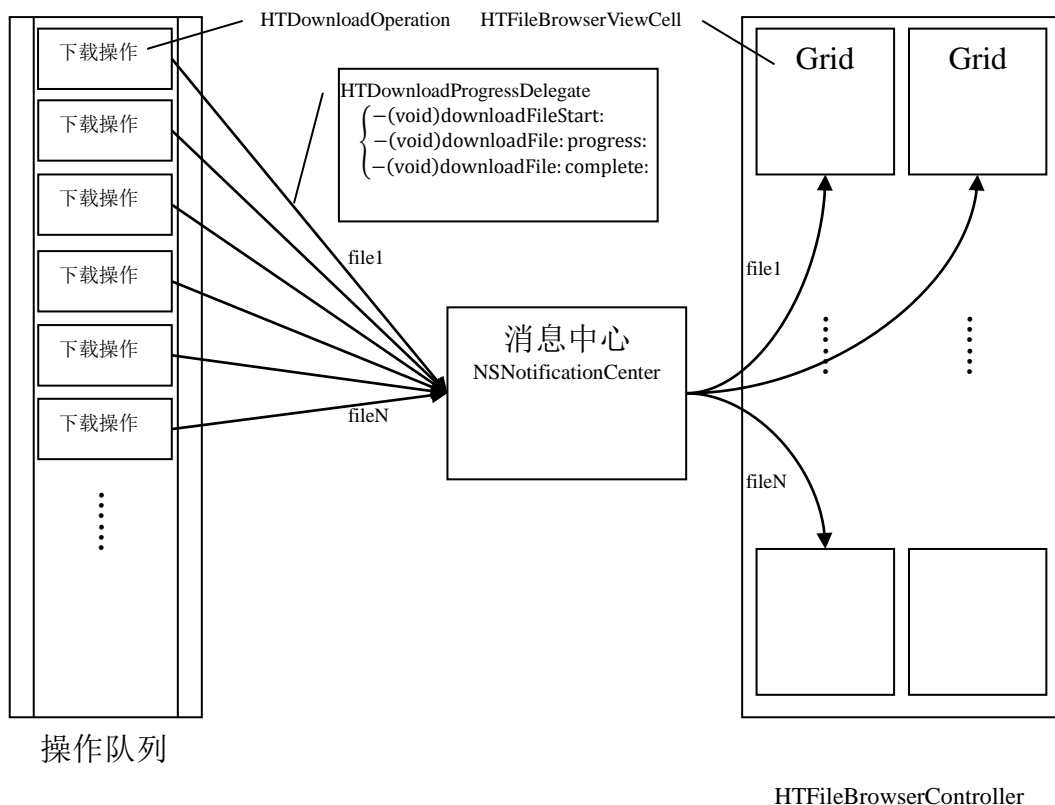 HTDownloadOperation
HTFileBrowserViewCell
下载操作
下载操作
下载操作
下载操作
下载操作
下载操作
操作队列
HTDownloadProgressDelegate
−(void)downloadFileStart:
−(void)downloadFile: progress:
−(void)downloadFile: complete:
file1
fileN
消息中心
NSNotificationCenter
Grid
Grid
file1
fileN
HTFileBrowserController